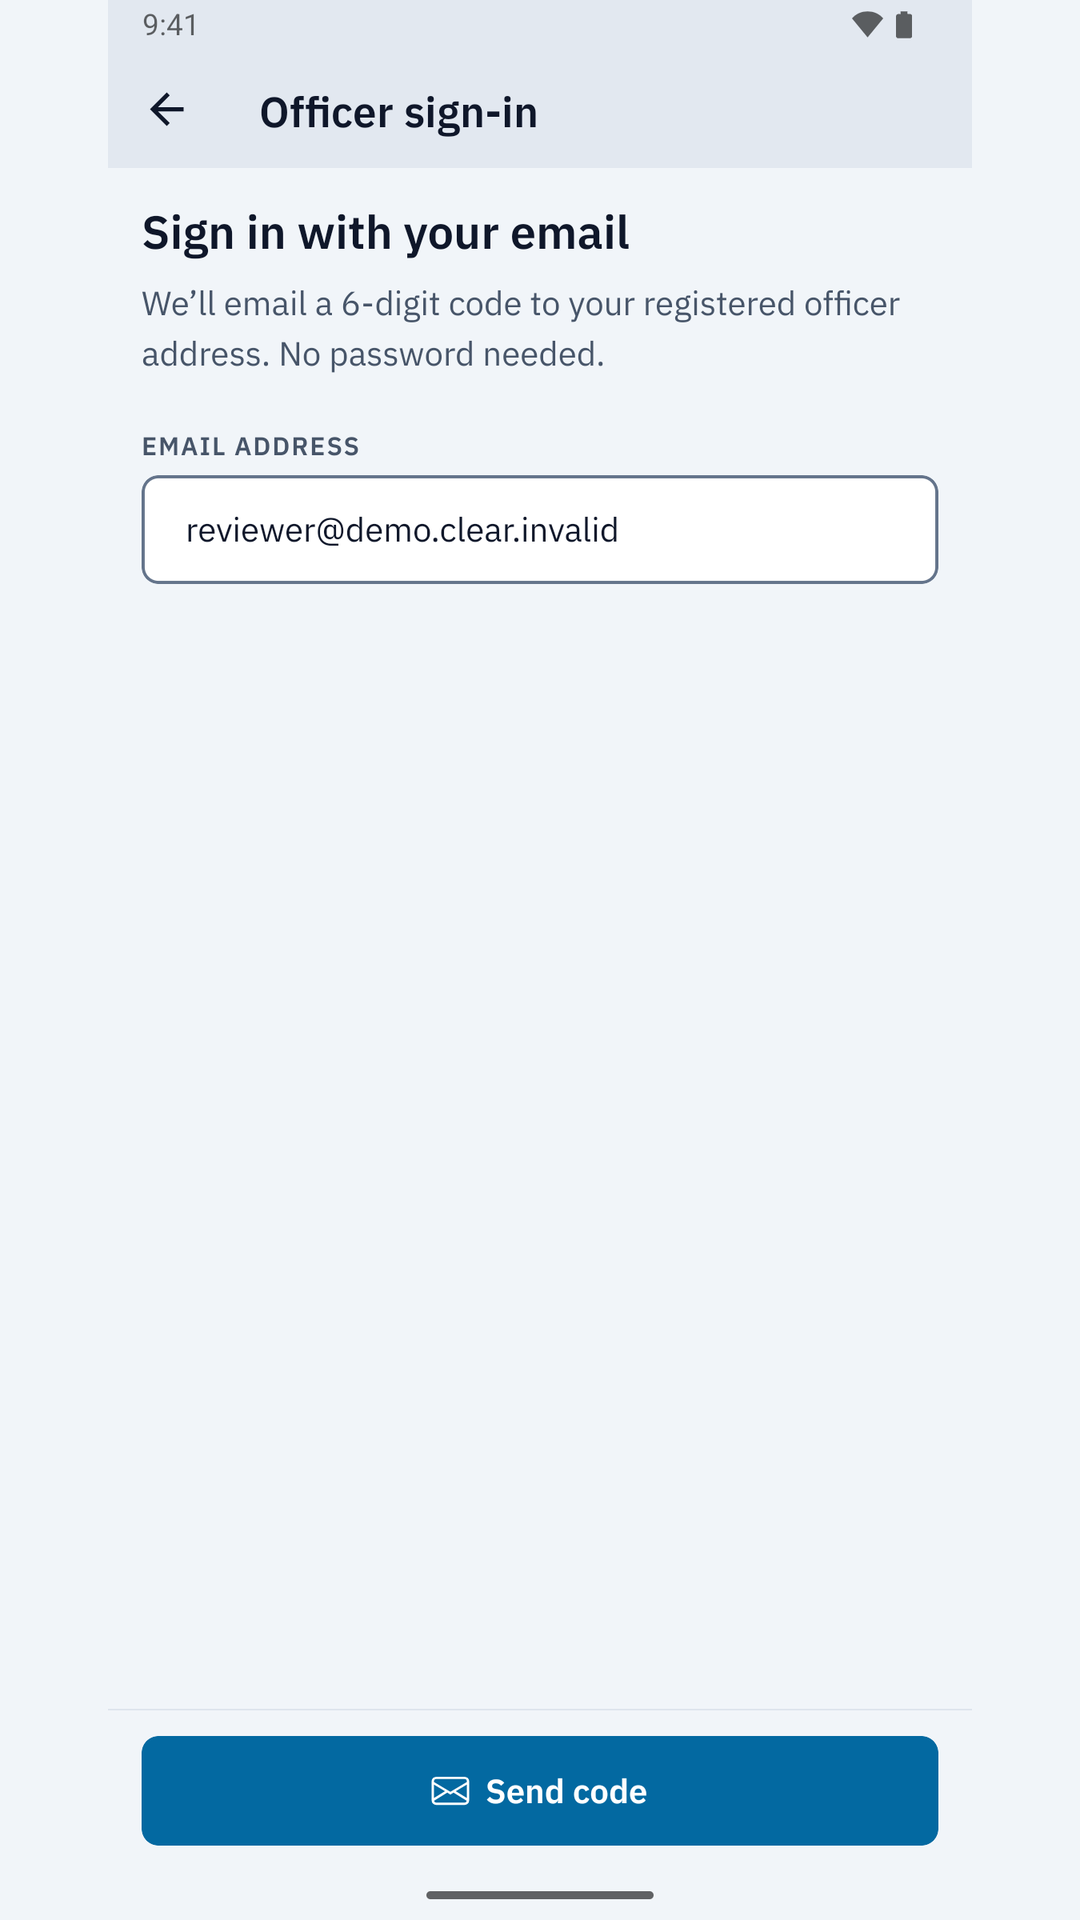 9:41
Officer sign-in
Sign in with your email
We’ll email a 6-digit code to your registered officer
address. No password needed.
EMAIL ADDRESS
reviewer@demo.clear.invalid
Send code